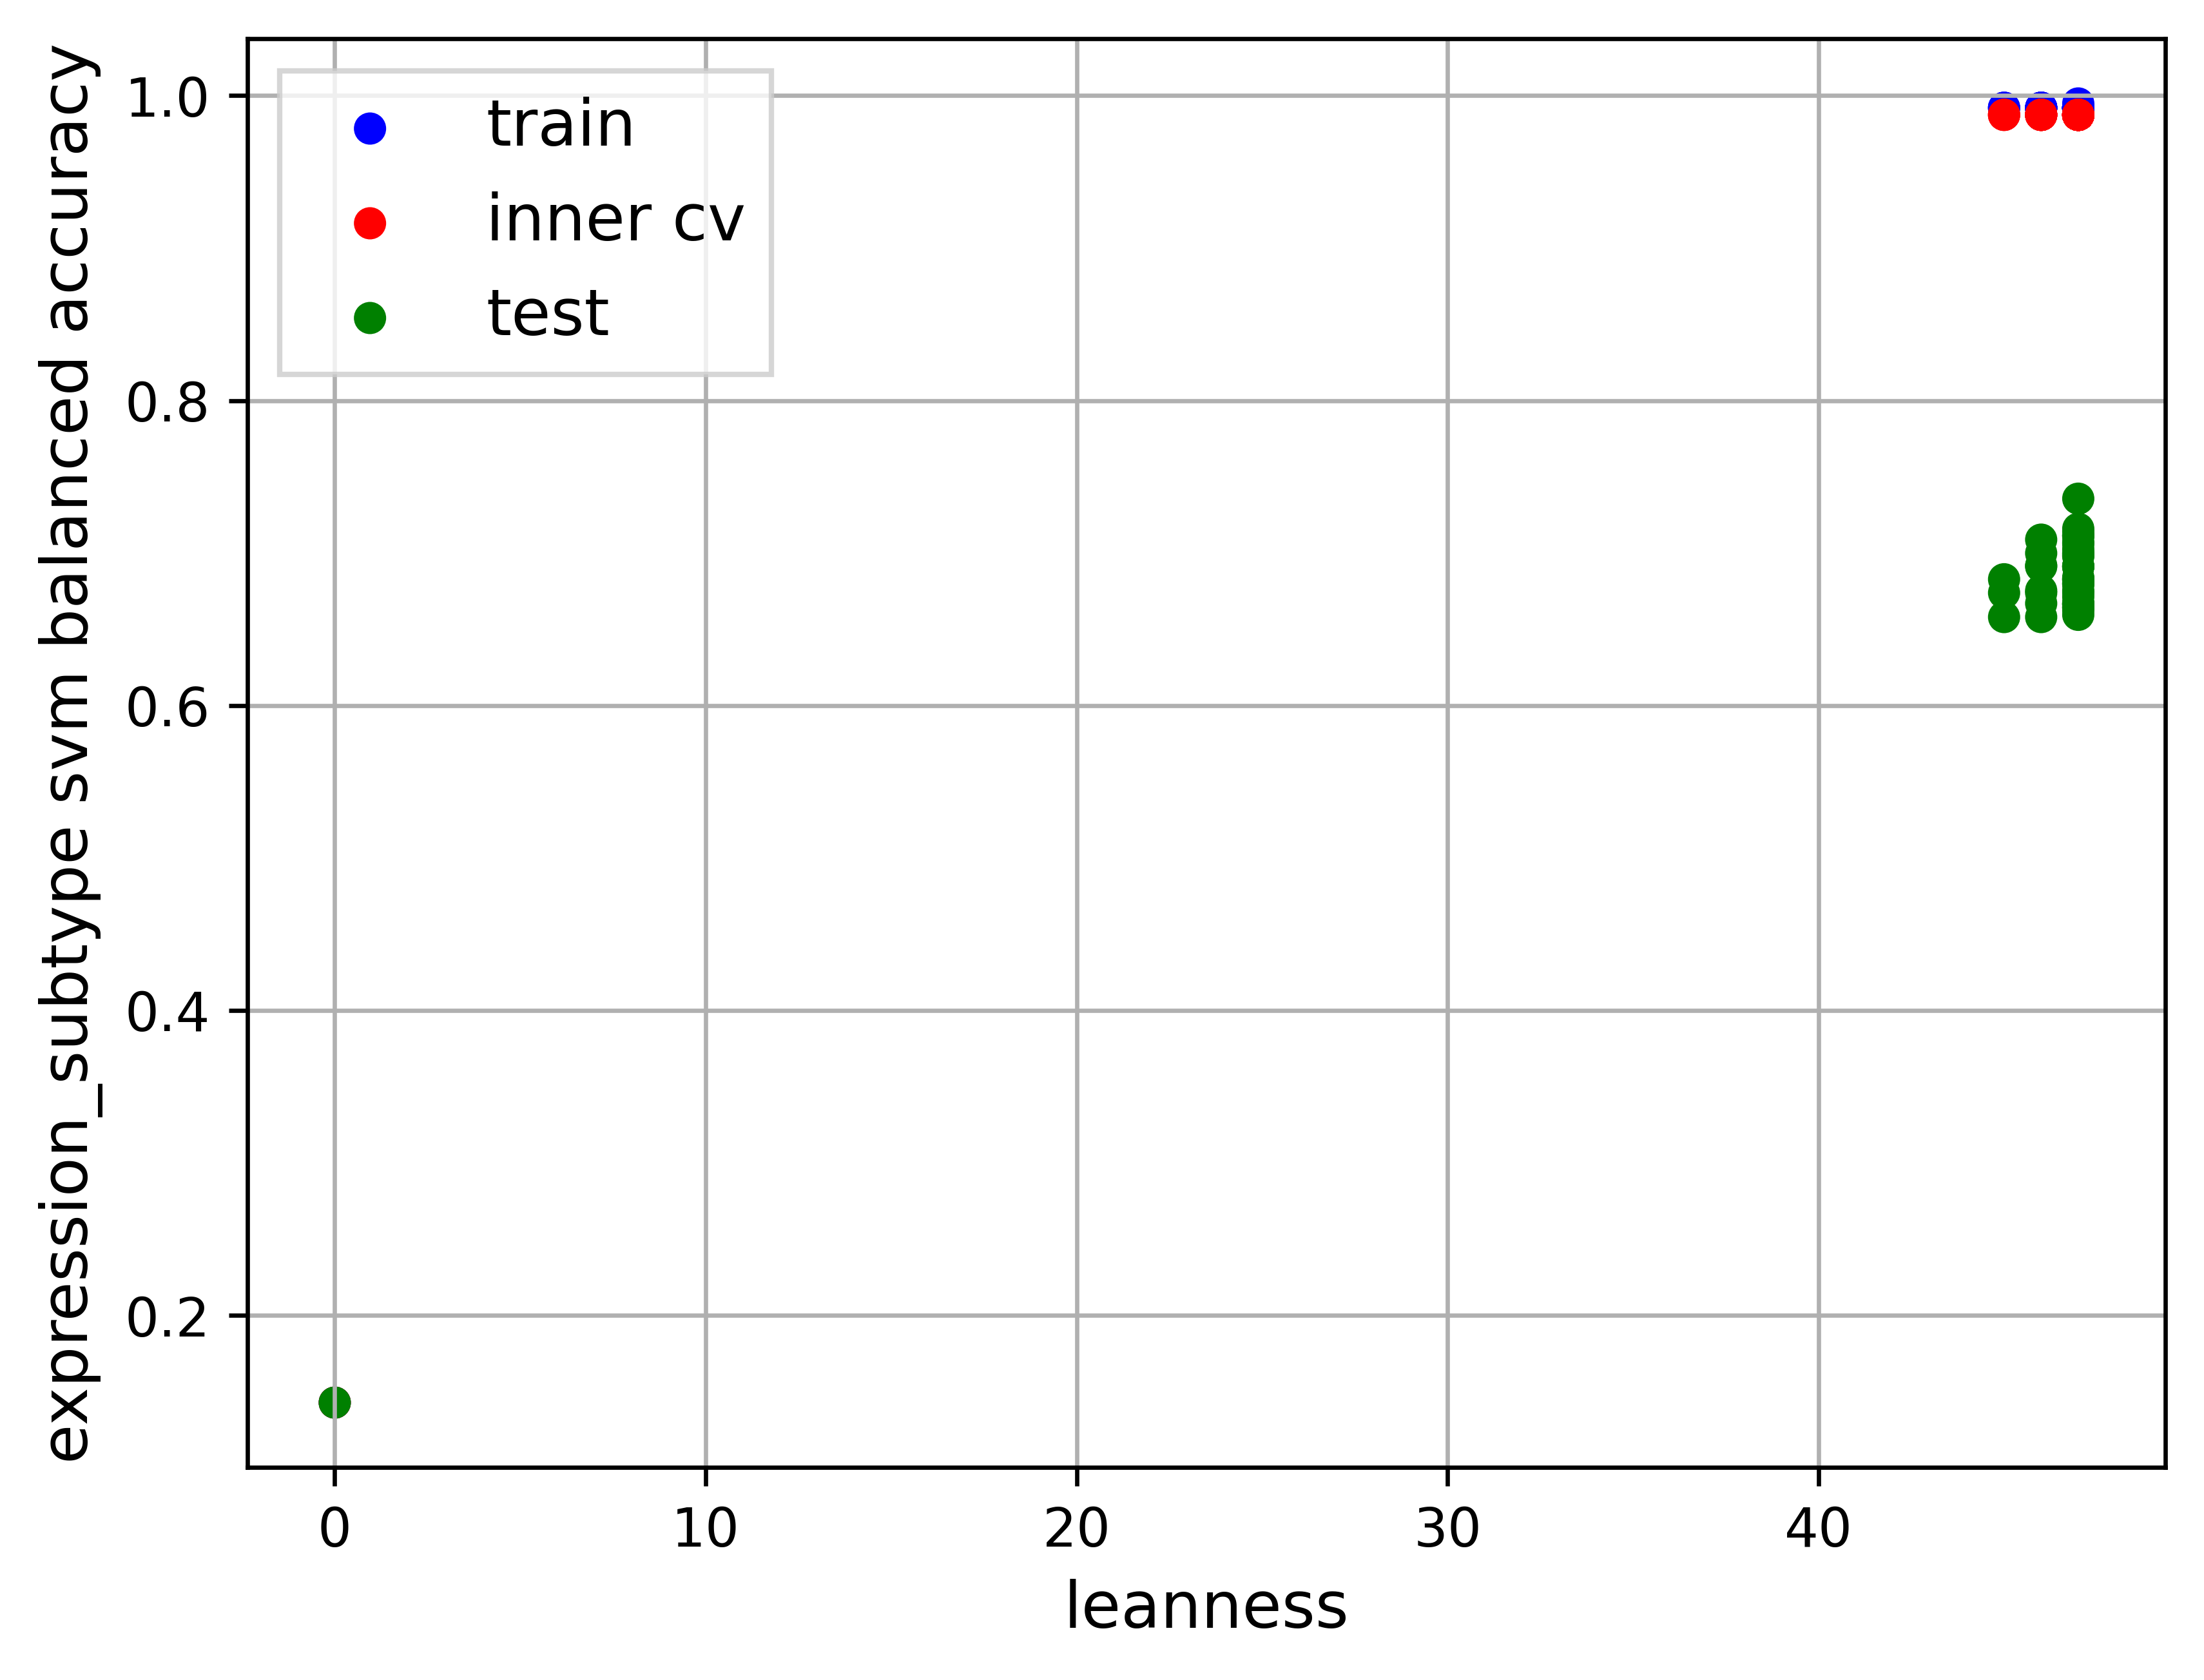 train
inner cv
test
1.0
0.8
0.6
0.4
0.2
0 10 20 30 40
leanness
expression_subtype svm balanced accuracy